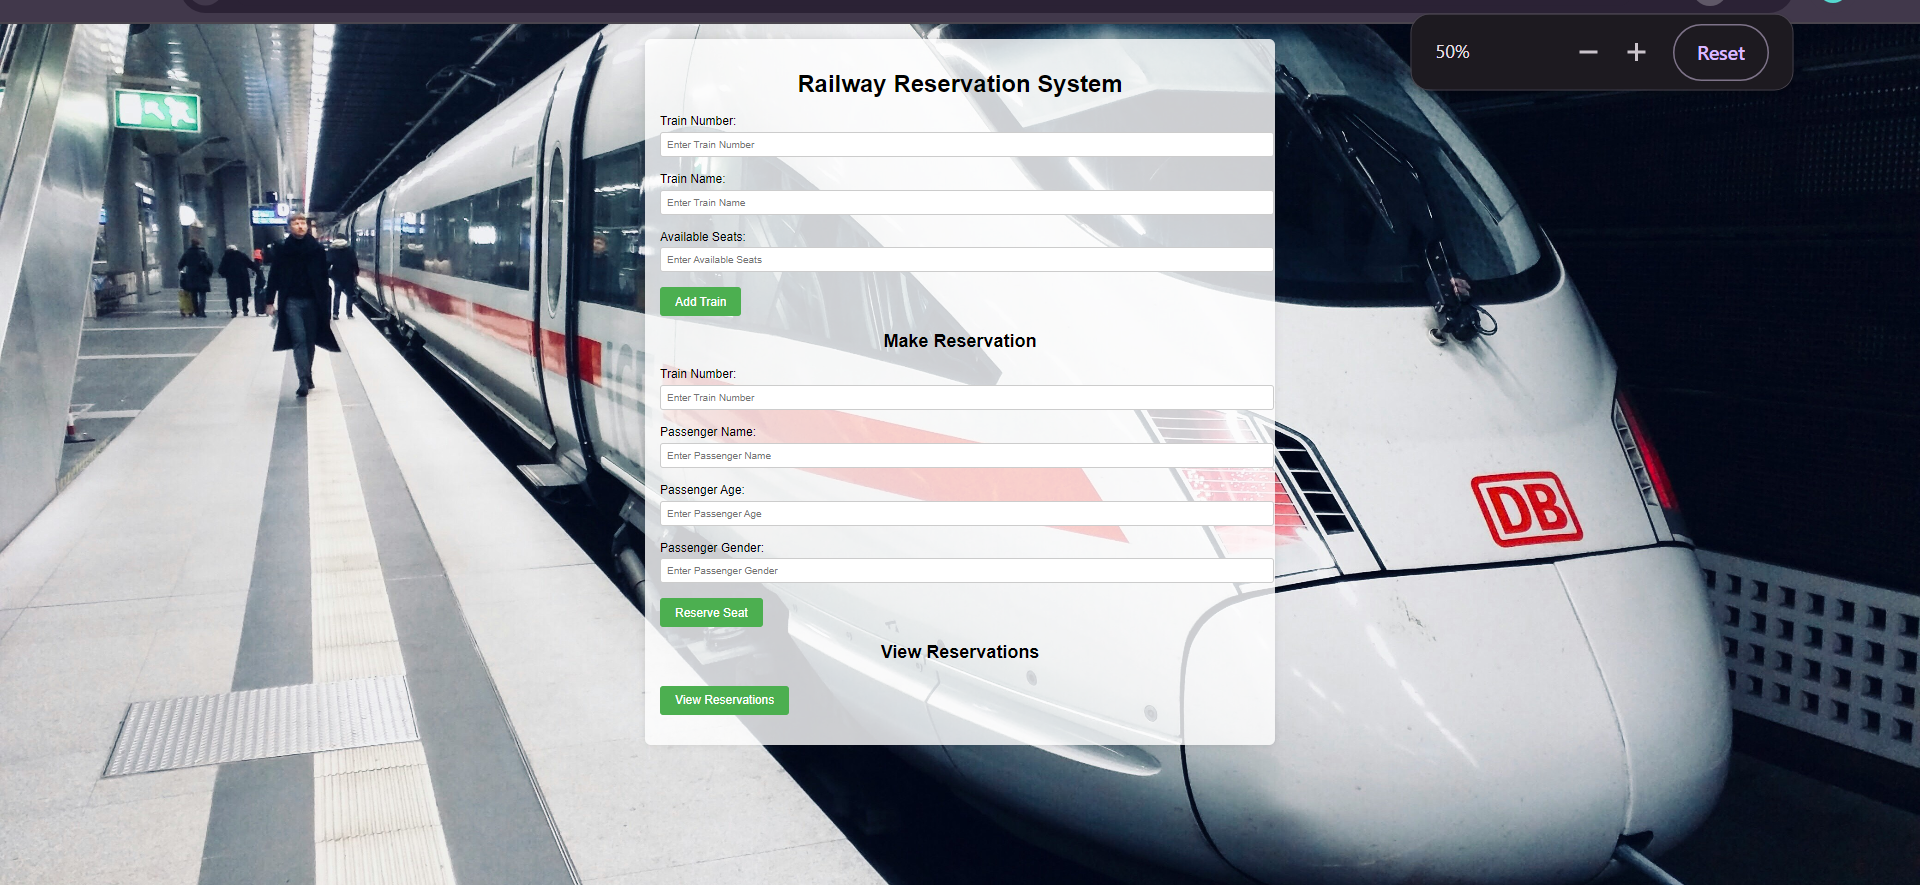 50%
Reset
Railway Reservation System
Train Number:
Enter Train Number
Train Name:
Enter Train Name
Available Seats:
Enter Available Seats
Add Train
Make Reservation
Train Number:
Enter Train Number
Passenger Name:
Enter Passenger Name
Passenger Age:
Enter Passenger Age
Passenger Gender:
Enter Passenger Gender
Reserve Seat
View Reservations
View Reservations
DB